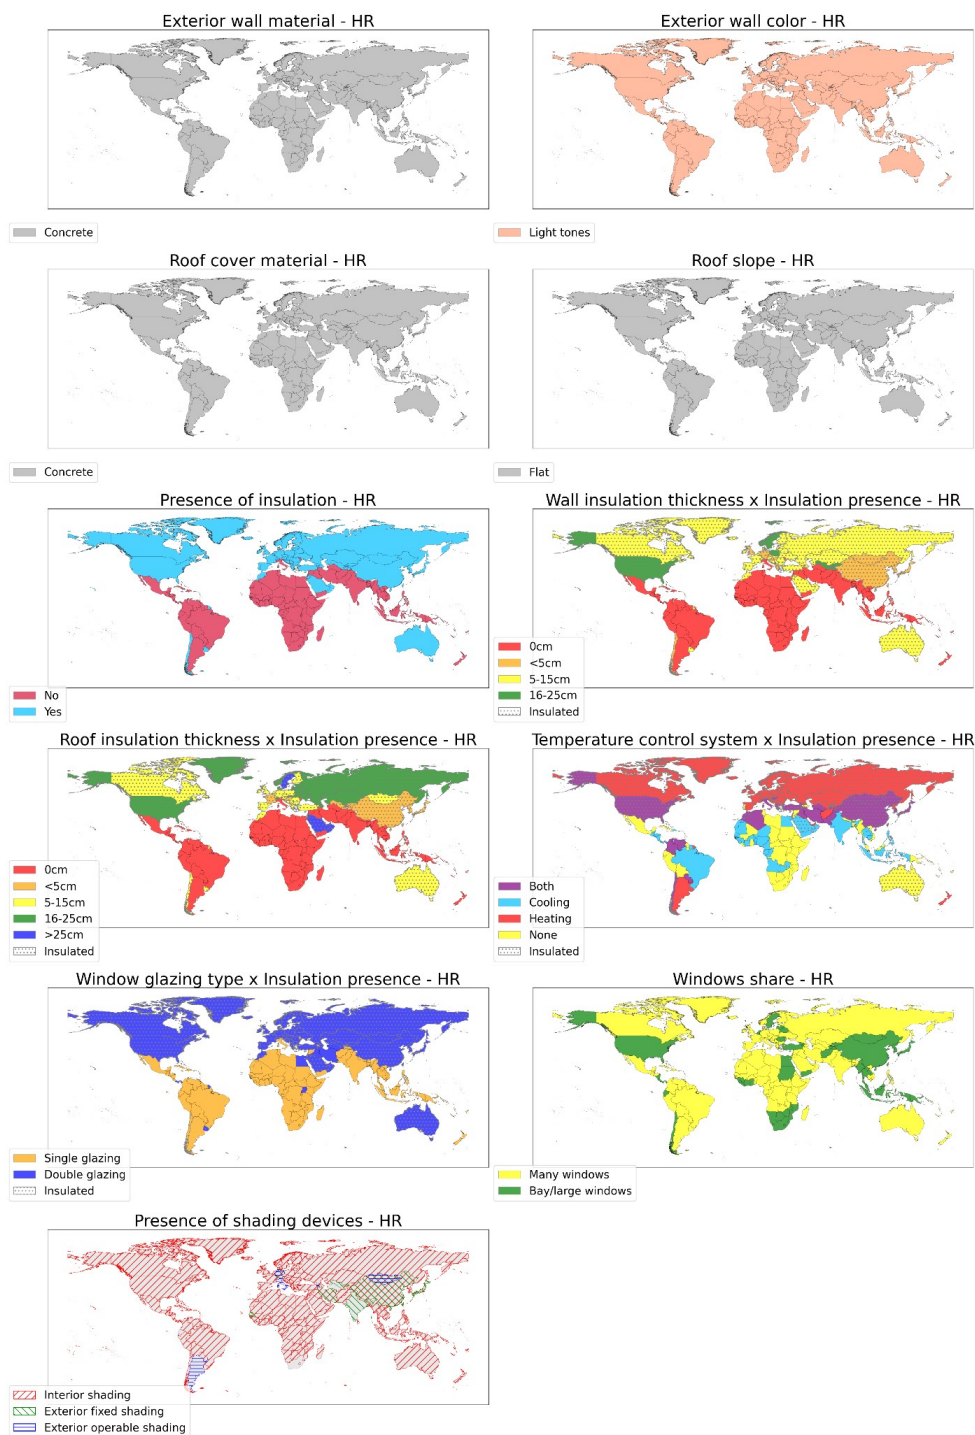 Exterior wall material - HR
Exterior wall color - HR
Concrete
Light tones
Roof cover material - HR
Roof slope - HR
Concrete
Flat
Presence of insulation - HR
Wall insulation thickness x Insulation presence - HR
No
Yes
0cm
<5cm
5-15cm
16-25cm
Insulated
Roof insulation thickness x Insulation presence - HR
Temperature control system x Insulation presence - HR
0cm
<5cm
5-15cm
16-25cm
>25cm
Insulated
Both
Cooling
Heating
None
Insulated
Window glazing type x Insulation presence - HR
Windows share - HR
Single glazing
Double glazing
Insulated
Many windows
Bay/large windows
Presence of shading devices - HR
Interior shading
Exterior fixed shading
Exterior operable shading